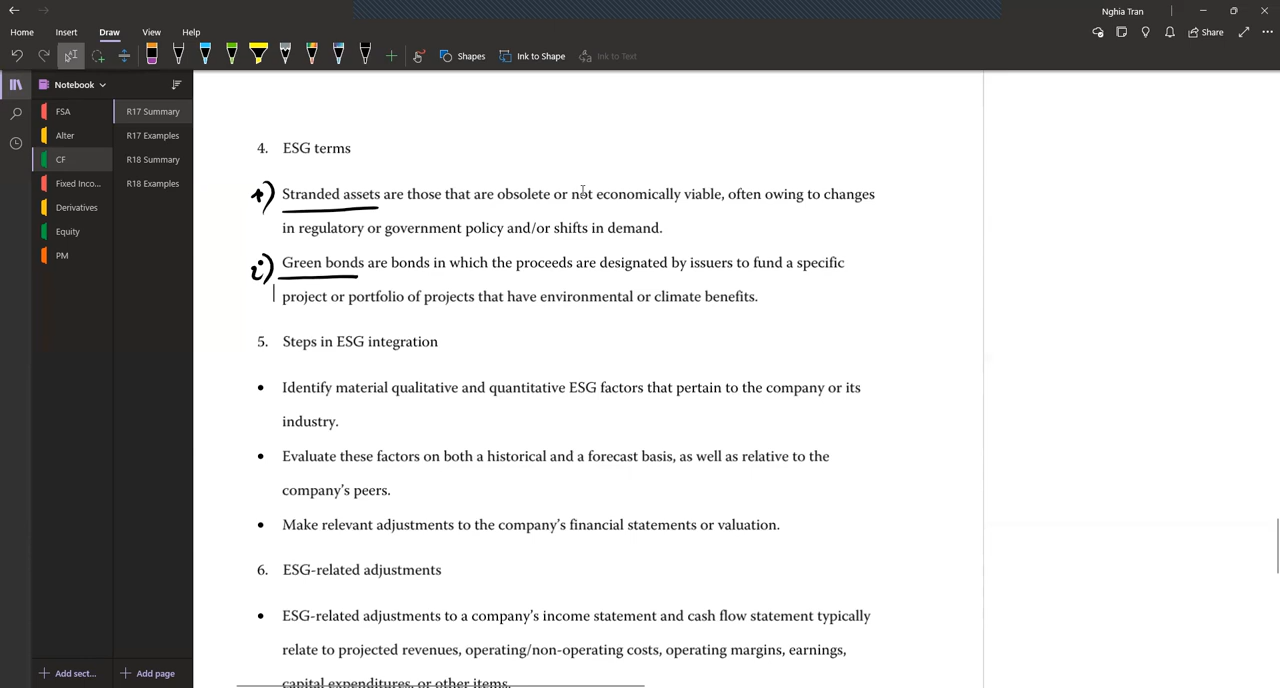 Nghia Tran
Home Insert Draw View Help
Share
Shapes Ink to Shape Ink to Text
Notebook
FSA
Alter
CF
Fixed Inco...
Derivatives
Equity
PM
R17 Summary
R17 Examples
R18 Summary
R18 Examples
4. ESG terms
Stranded assets are those that are obsolete or not economically viable, often owing to changes
in regulatory or government policy and/or shifts in demand.
Green bonds are bonds in which the proceeds are designated by issuers to fund a specific
project or portfolio of projects that have environmental or climate benefits.
5. Steps in ESG integration
• Identify material qualitative and quantitative ESG factors that pertain to the company or its
industry.
• Evaluate these factors on both a historical and a forecast basis, as well as relative to the
company's peers.
• Make relevant adjustments to the company's financial statements or valuation.
6. ESG-related adjustments
• ESG-related adjustments to a company's income statement and cash flow statement typically
relate to projected revenues, operating/non-operating costs, operating margins, earnings,
capital expenditures, or other items.
Add sect... Add page